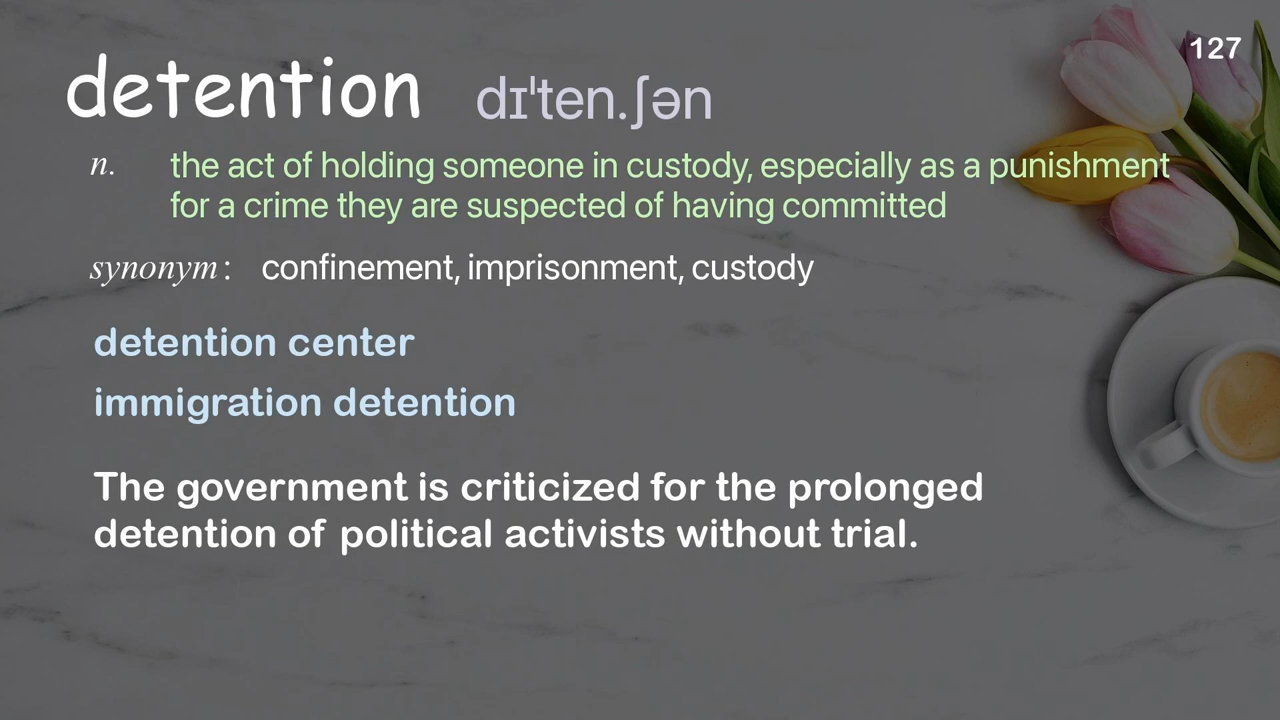 127
detention dɪˈten.ʃən
n. the act of holding someone in custody, especially as a punishment
for a crime they are suspected of having committed
synonym : confinement, imprisonment, custody
detention center
immigration detention
The government is criticized for the prolonged
detention of political activists without trial.